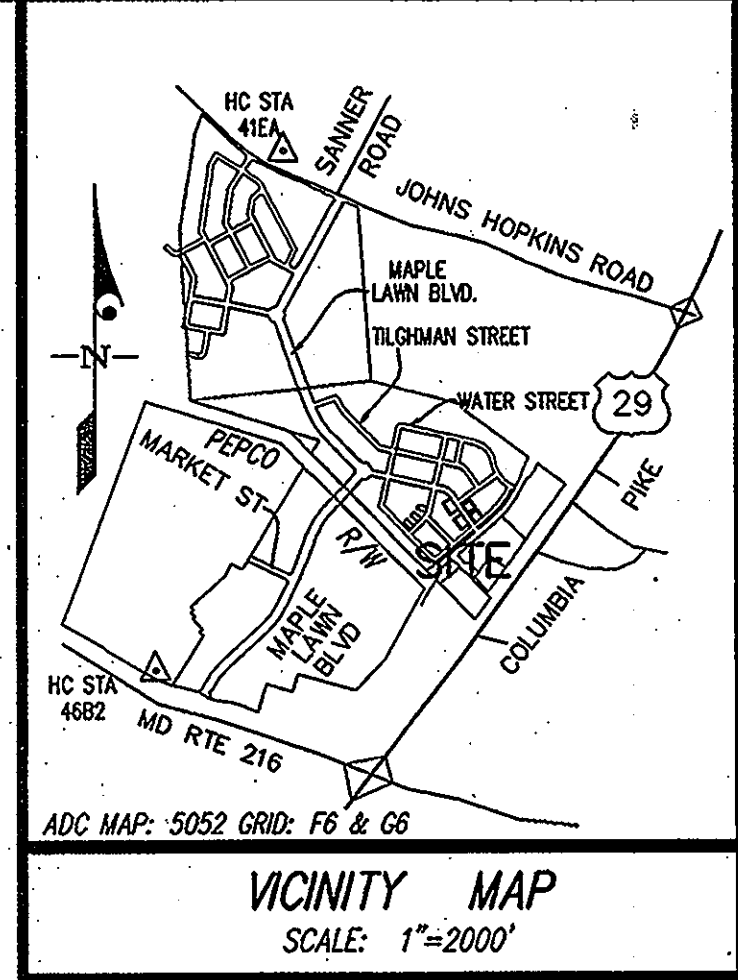 HC STA
41EA
SANNER
ROAD
JOHNS HOPKINS ROAD
MAPLE
LAWN BLVD.
TILGHMAN STREET
N
WATER STREET
29
PEPCO
R/W
MARKET ST
PIKE
SITE
COLUMBIA
MAPLE
LAWN
BLVD
HC STA
46B2
MD RTE 216
ADC MAP: 5052 GRID: F6 & G6
VICINITY MAP
SCALE: 1"=2000'